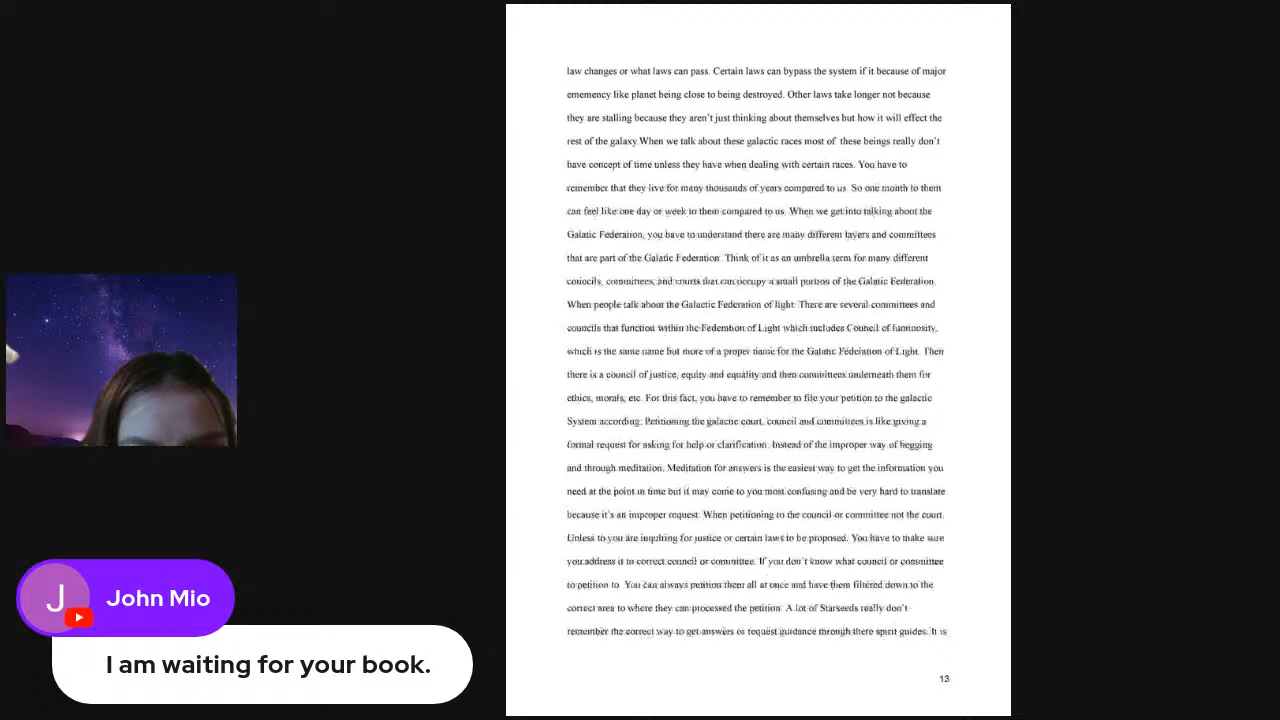 law changes or what laws can pass. Certain laws can bypass the system if it because of major
ememency like planet being close to being destroyed. Other laws take longer not because
they are stalling because they aren't just thinking about themselves but how it will effect the
rest of the galaxy.When we talk about these galactic races most of these beings really don't
have concept of time unless they have when dealing with certain races. You have to
remember that they live for many thousands of years compared to us. So one month to them
can feel like one day or week to them compared to us. When we get into talking about the
Galatic Federation, you have to understand there are many different layers and committees
that are part of the Galatic Federation. Think of it as an umbrella term for many different
councils, committees, and courts that can occupy a small portion of the Galatic Federation.
When people talk about the Galactic Federation of light. There are several committees and
councils that function within the Federation of Light which includes Council of luminosity,
which is the same name but more of a proper name for the Galatic Federation of Light. Then
there is a council of justice, equity and equality and then committees underneath them for
ethics, morals, etc. For this fact, you have to remember to file your petition to the galactic
System according. Petitioning the galactic court, council and committees is like giving a
formal request for asking for help or clarification. Instead of the improper way of begging
and through meditation. Meditation for answers is the easiest way to get the information you
need at the point in time but it may come to you most confusing and be very hard to translate
because it's an improper request. When petitioning to the council or committee not the court.
Unless to you are inquiring for justice or certain laws to be proposed. You have to make sure
you address it to correct council or committee. If you don't know what council or committee
to petition to. You can always petition them all at once and have them filtered down to the
correct area to where they can processed the petition. A lot of Starseeds really don't
remember the correct way to get answers or request guidance through there spirit guides. It is
13
J
John Mio
I am waiting for your book.